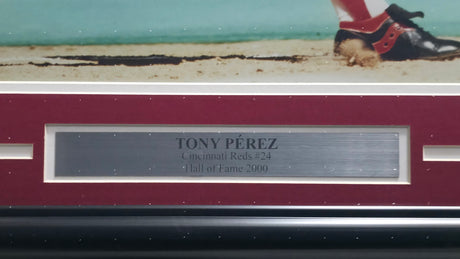 TONY PÉREZ
Cincinnati Reds #24
Hall of Fame 2000